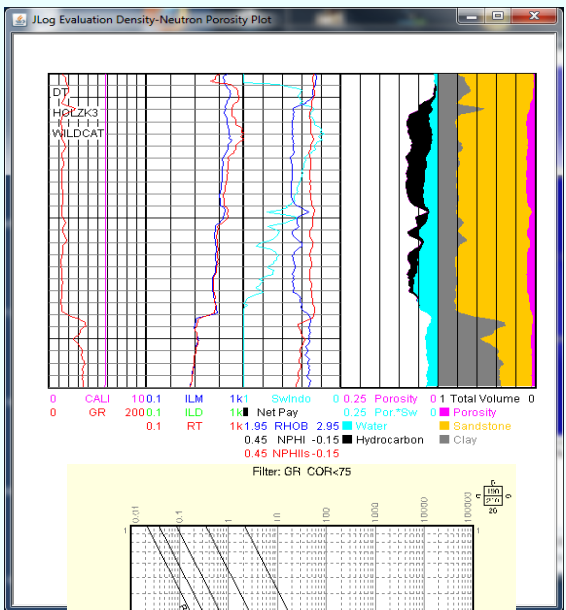 JLog Evaluation Density-Neutron Porosity Plot
DT
HOLZK3
WILDCAT
0 CALI 10 0.1 ILM 1k 1 Swindo 0 0.25 Porosity 0 1 Total Volume 0
0 GR 200 0.1 ILD 1k Net Pay 0.25 Por.*Sw 0 Porosity
0.1 RT 1k 1.95 RHOB 2.95 Water Sandstone
0.45 NPHI -0.15 Hydrocarbon Clay
0.45 NPHIls -0.15
Filter: GR_COR<75
0.01 0.1 1 10 100 1000 10000 100000
1 1